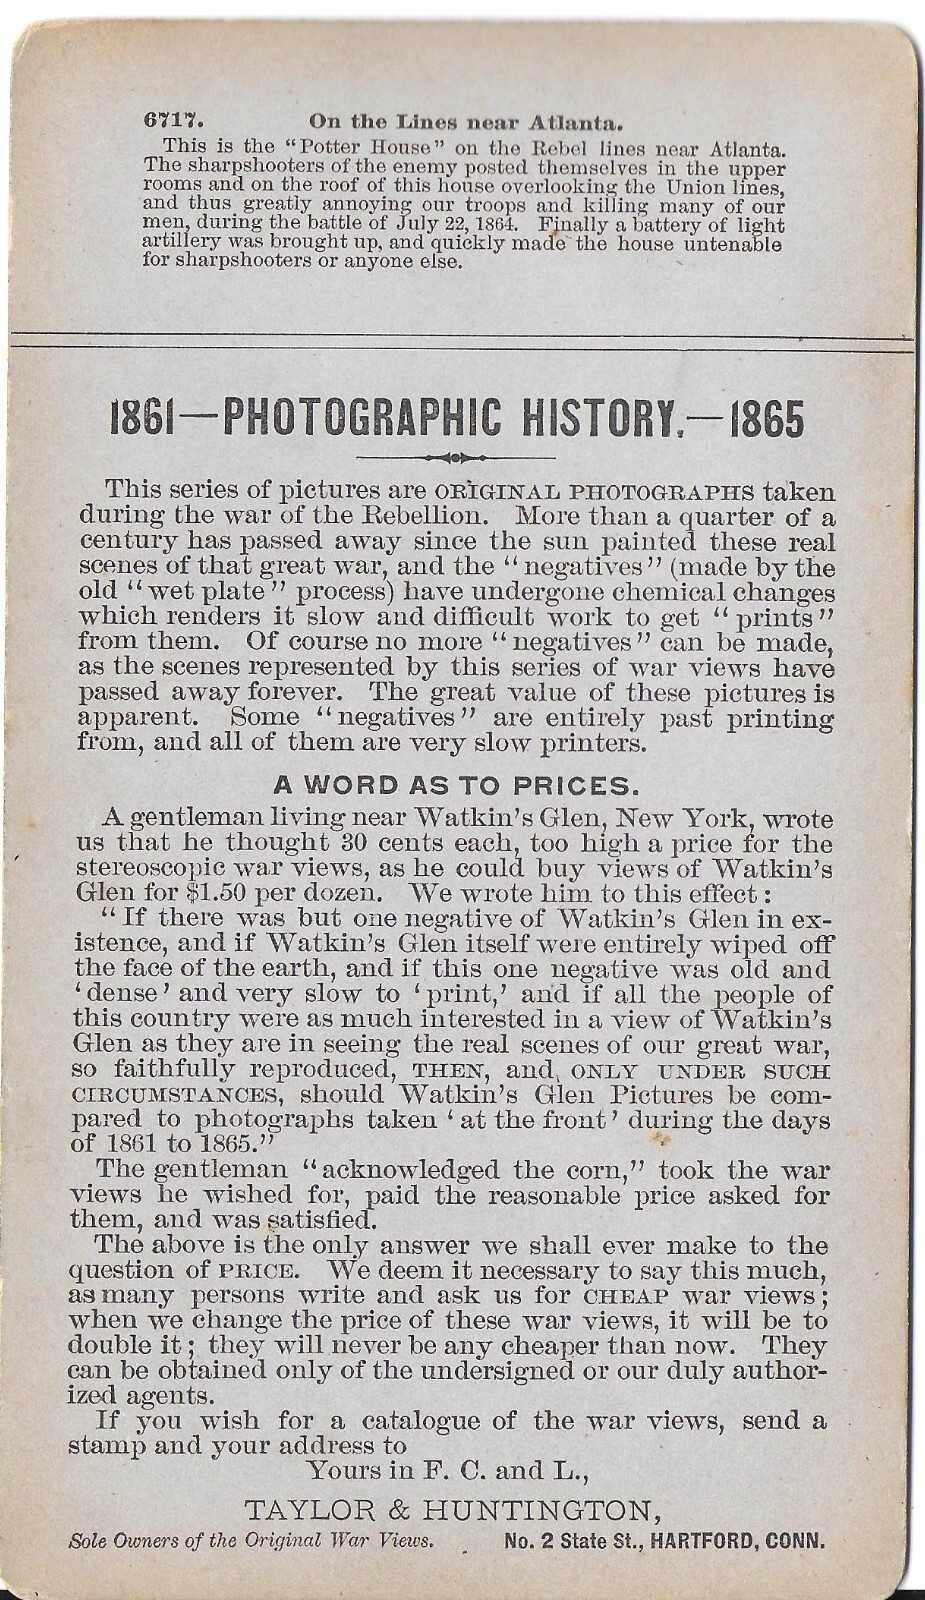 6717. On the Lines near Atlanta.
This is the “Potter House” on the Rebel lines near Atlanta.
The sharpshooters of the enemy posted themselves in the upper
rooms and on the roof of this house overlooking the Union lines,
and thus greatly annoying our troops and killing many of our
men, during the battle of July 22, 1864. Finally a battery of light
artillery was brought up, and quickly made the house untenable
for sharpshooters or anyone else.
1861—PHOTOGRAPHIC HISTORY.—1865
This series of pictures are ORIGINAL PHOTOGRAPHS taken
during the war of the Rebellion. More than a quarter of a
century has passed away since the sun painted these real
scenes of that great war, and the “negatives” (made by the
old “wet plate” process) have undergone chemical changes
which renders it slow and difficult work to get “prints”
from them. Of course no more “negatives” can be made,
as the scenes represented by this series of war views have
passed away forever. The great value of these pictures is
apparent. Some “negatives” are entirely past printing
from, and all of them are very slow printers.
A WORD AS TO PRICES.
A gentleman living near Watkin’s Glen, New York, wrote
us that he thought 30 cents each, too high a price for the
stereoscopic war views, as he could buy views of Watkin’s
Glen for $1.50 per dozen. We wrote him to this effect:
“If there was but one negative of Watkin’s Glen in ex-
istence, and if Watkin’s Glen itself were entirely wiped off
the face of the earth, and if this one negative was old and
‘dense’ and very slow to ‘print,’ and if all the people of
this country were as much interested in a view of Watkin’s
Glen as they are in seeing the real scenes of our great war,
so faithfully reproduced, THEN, and, ONLY UNDER SUCH
CIRCUMSTANCES, should Watkin’s Glen Pictures be com-
pared to photographs taken ‘at the front’ during the days
of 1861 to 1865.”
The gentleman “acknowledged the corn,” took the war
views he wished for, paid the reasonable price asked for
them, and was satisfied.
The above is the only answer we shall ever make to the
question of PRICE. We deem it necessary to say this much,
as many persons write and ask us for CHEAP war views;
when we change the price of these war views, it will be to
double it; they will never be any cheaper than now. They
can be obtained only of the undersigned or our duly author-
ized agents.
If you wish for a catalogue of the war views, send a
stamp and your address to
Yours in F. C. and L.,
TAYLOR & HUNTINGTON,
Sole Owners of the Original War Views. No. 2 State St., HARTFORD, CONN.